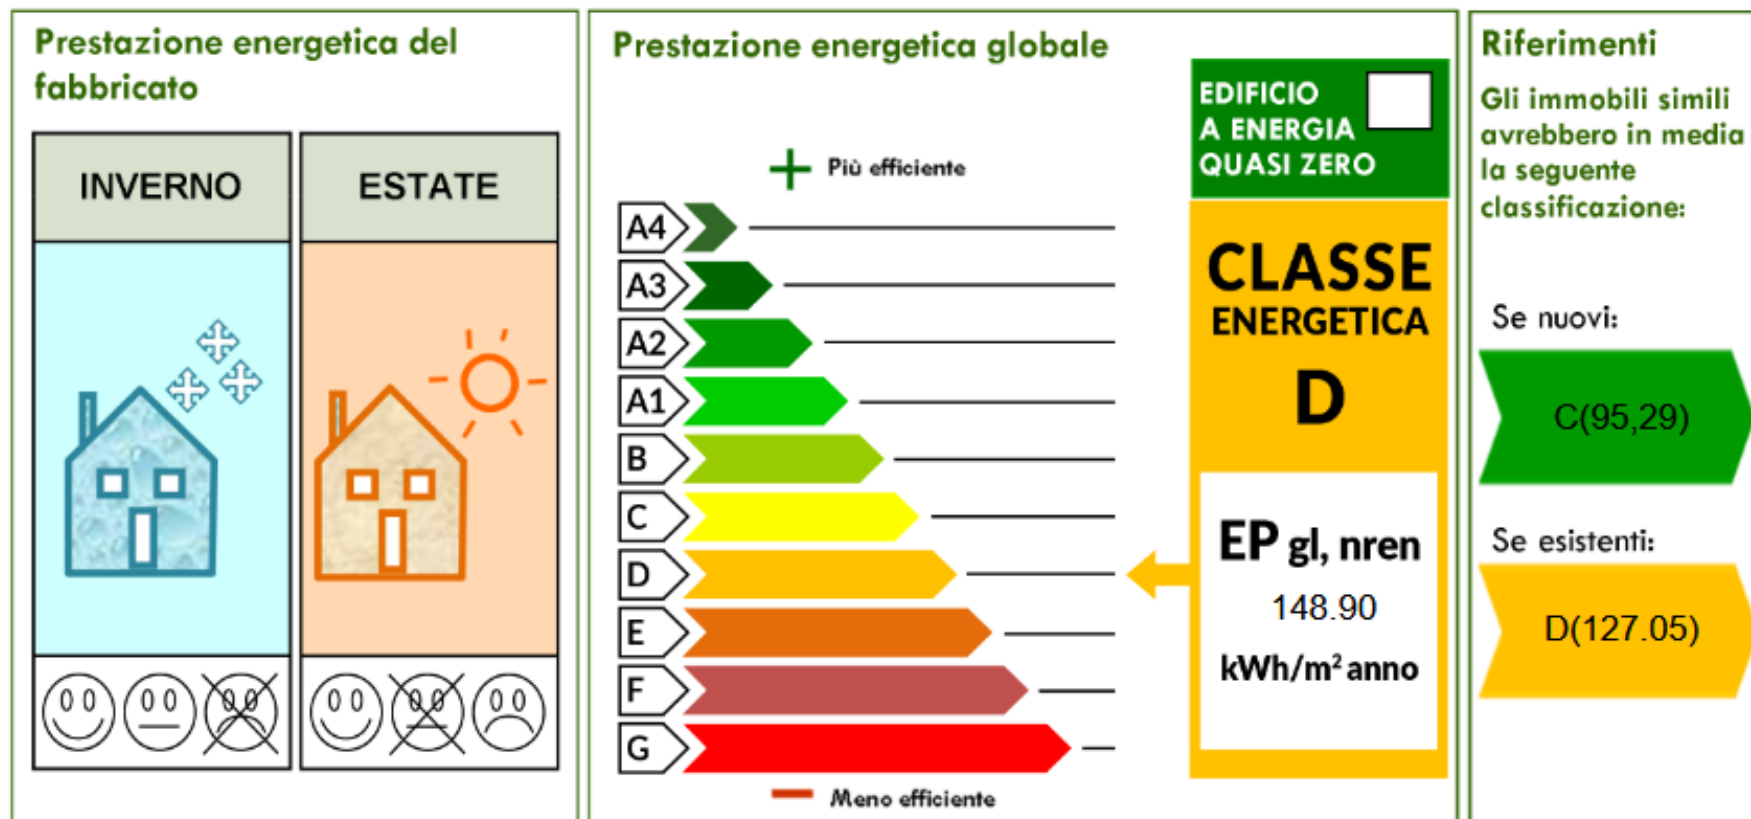 Prestazione energetica del
fabbricato
INVERNO
ESTATE
Prestazione energetica globale
Più efficiente
A4
A3
A2
A1
B
C
D
E
F
G
Meno efficiente
EDIFICIO
A ENERGIA
QUASI ZERO
CLASSE
ENERGETICA
D
EP gl, nren
148.90
kWh/m² anno
Riferimenti
Gli immobili simili
avrebbero in media
la seguente
classificazione:
Se nuovi:
C(95,29)
Se esistenti:
D(127.05)